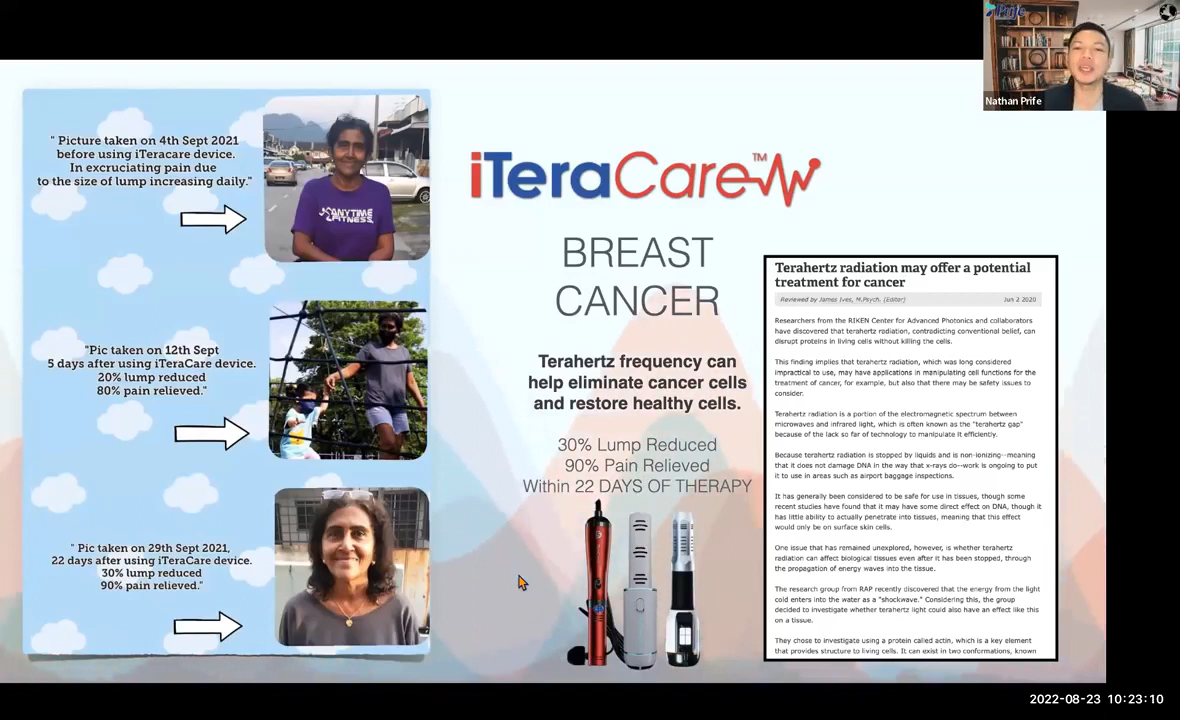 Prife
Nathan Prife
" Picture taken on 4th Sept 2021
before using iTeracare device.
In excruciating pain due
to the size of lump increasing daily."
ANYTIME
FITNESS.
"Pic taken on 12th Sept
5 days after using iTeraCare device.
20% lump reduced
80% pain relieved."
" Pic taken on 29th Sept 2021,
22 days after using iTeraCare device.
30% lump reduced
90% pain relieved."
iTeraCare™
BREAST
CANCER
Terahertz frequency can
help eliminate cancer cells
and restore healthy cells.
30% Lump Reduced
90% Pain Relieved
Within 22 DAYS OF THERAPY
Terahertz radiation may offer a potential
treatment for cancer
Reviewed by James Ives, M.Psych. (Editor) Jun 2 2020
Researchers from the RIKEN Center for Advanced Photonics and collaborators
have discovered that terahertz radiation, contradicting conventional belief, can
disrupt proteins in living cells without killing the cells.
This finding implies that terahertz radiation, which was long considered
impractical to use, may have applications in manipulating cell functions for the
treatment of cancer, for example, but also that there may be safety issues to
consider.
Terahertz radiation is a portion of the electromagnetic spectrum between
microwaves and infrared light, which is often known as the "terahertz gap"
because of the lack so far of technology to manipulate it efficiently.
Because terahertz radiation is stopped by liquids and is non-ionizing--meaning
that it does not damage DNA in the way that x-rays do--work is ongoing to put
it to use in areas such as airport baggage inspections.
It has generally been considered to be safe for use in tissues, though some
recent studies have found that it may have some direct effect on DNA, though it
has little ability to actually penetrate into tissues, meaning that this effect
would only be on surface skin cells.
One issue that has remained unexplored, however, is whether terahertz
radiation can affect biological tissues even after it has been stopped, through
the propagation of energy waves into the tissue.
The research group from RAP recently discovered that the energy from the light
cold enters into the water as a "shockwave." Considering this, the group
decided to investigate whether terahertz light could also have an effect like this
on a tissue.
They chose to investigate using a protein called actin, which is a key element
that provides structure to living cells. It can exist in two conformations, known
2022-08-23 10:23:10